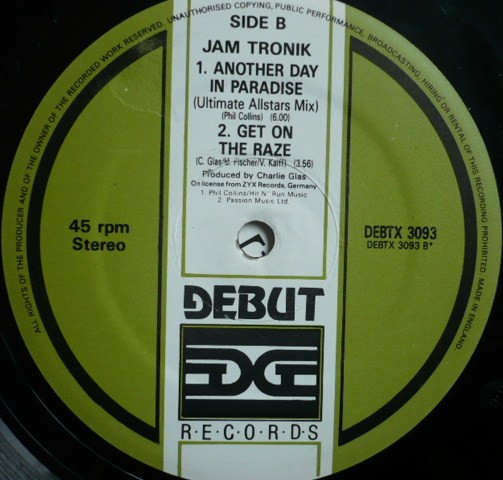 ALL RIGHTS OF THE PRODUCER AND OF THE OWNER OF THE RECORDED WORK RESERVED. UNAUTHORISED COPYING, PUBLIC PERFORMANCE, BROADCASTING, HIRING OR RENTAL OF THIS RECORDING PROHIBITED. MADE IN ENGLAND.
SIDE B
JAM TRONIK
1. ANOTHER DAY
IN PARADISE
(Ultimate Allstars Mix)
(Phil Collins) (6.00)
2. GET ON
THE RAZE
(C. Glas/U. Fischer/V. Kalff) (3.56)
Produced by Charlie Glas
On license from ZYX Records, Germany
1. Phil Collins/Hit N' Run Music
2. Passion Music Ltd.
45 rpm
Stereo
DEBTX 3093
DEBTX 3093 B*
DEBUT
EDGE
R·E·C·O·R·D·S